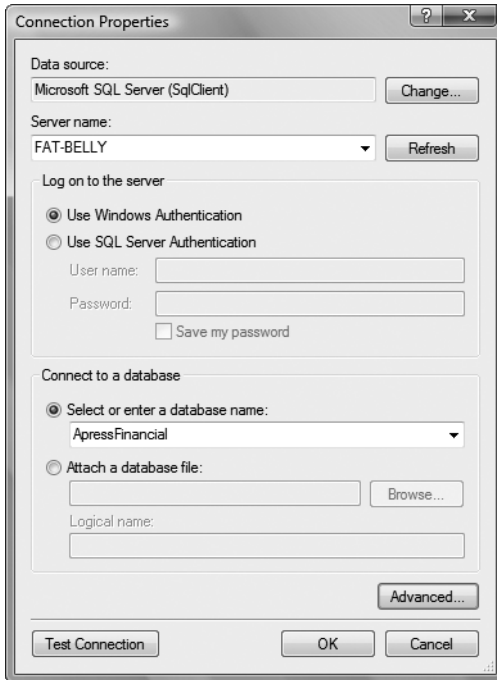 Connection Properties
?
X
Data source:
Microsoft SQL Server (SqlClient)
Change...
Server name:
FAT-BELLY
Refresh
Log on to the server
Use Windows Authentication
Use SQL Server Authentication
User name:
Password:
Save my password
Connect to a database
Select or enter a database name:
ApressFinancial
Attach a database file:
Browse...
Logical name:
Advanced...
Test Connection
OK
Cancel